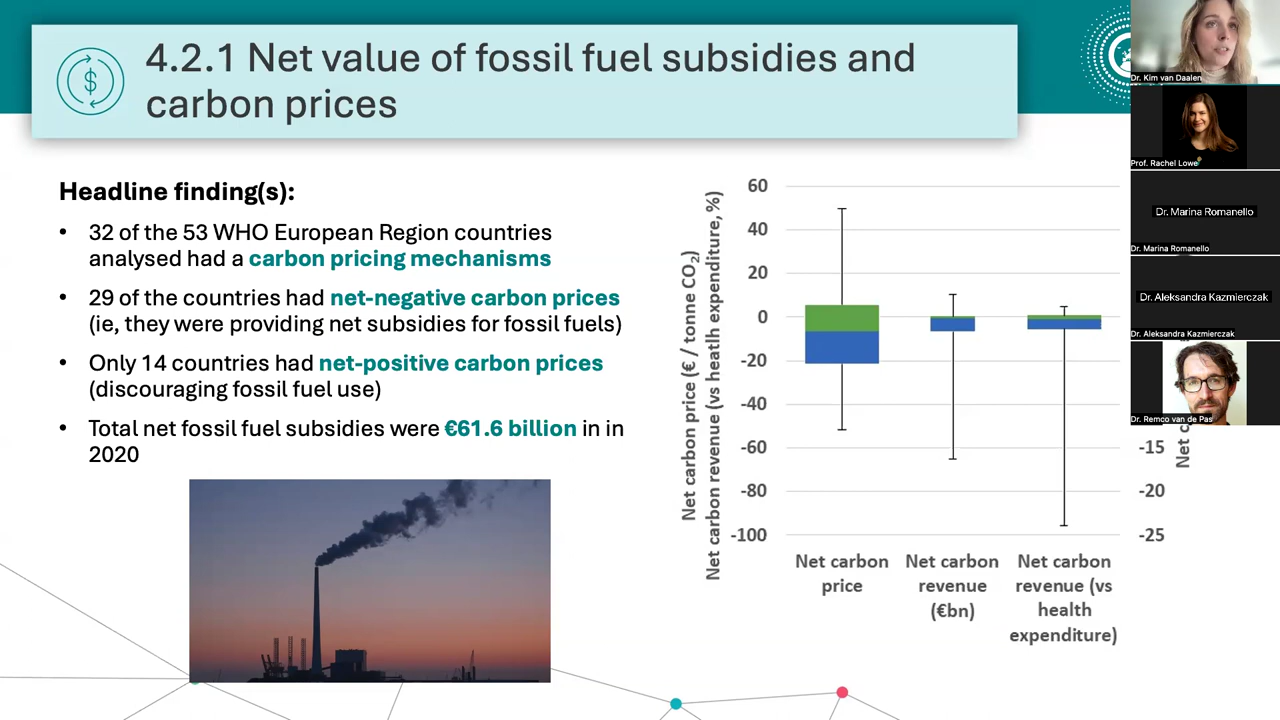 4.2.1 Net value of fossil fuel subsidies and
carbon prices
Headline finding(s):
• 32 of the 53 WHO European Region countries
analysed had a carbon pricing mechanisms
• 29 of the countries had net-negative carbon prices
(ie, they were providing net subsidies for fossil fuels)
• Only 14 countries had net-positive carbon prices
(discouraging fossil fuel use)
• Total net fossil fuel subsidies were €61.6 billion in in
2020
Net carbon price (€ / tonne CO2)
Net carbon revenue (vs heatlh expenditure, %)
60
40
20
0
-20
-40
-60
-80
-100
Net carbon
price
Net carbon
revenue
(€bn)
Net carbon
revenue (vs
health
expenditure)
-15
-20
-25
Net
Dr. Kim van Daalen
Prof. Rachel Lowe
Dr. Marina Romanello
Dr. Marina Romanello
Dr. Aleksandra Kazmierczak
Dr. Aleksandra Kazmierczak
Dr. Remco van de Pas